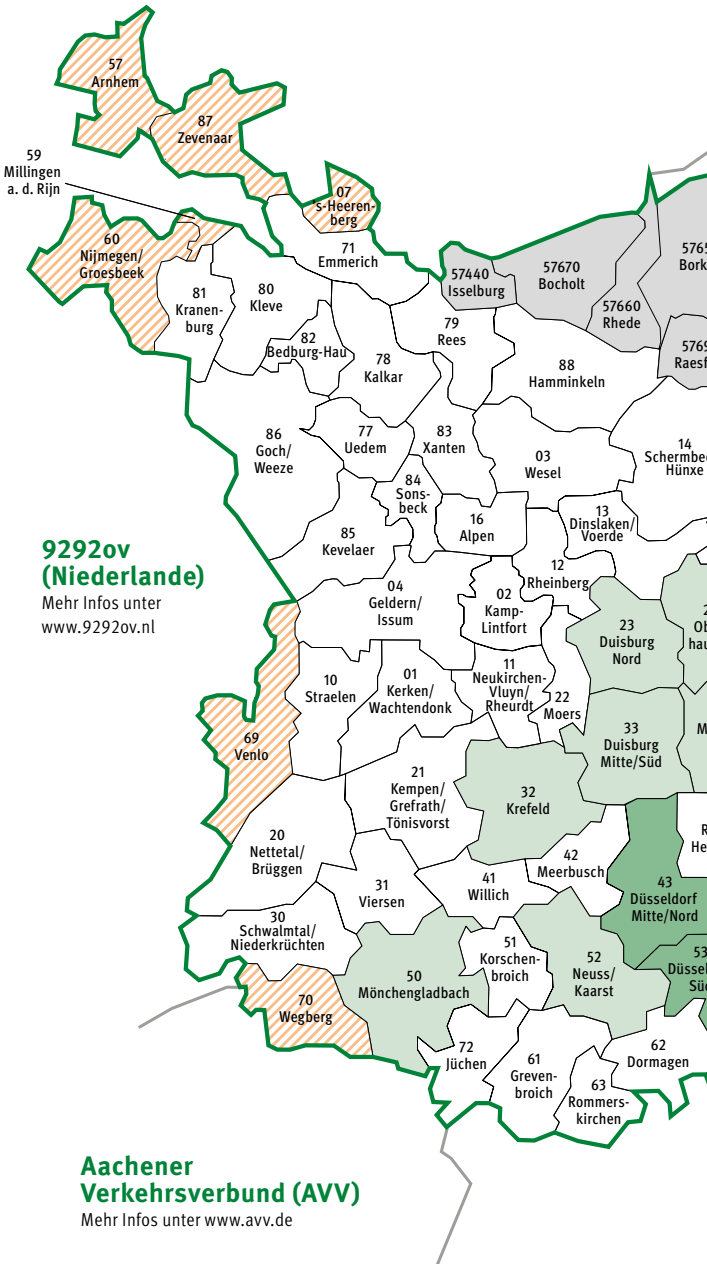 57
Arnhem
87
Zevenaar
59
Millingen
a. d. Rijn
07
's-Heeren-
berg
60
Nijmegen/
Groesbeek
71
Emmerich
57440
Isselburg
57670
Bocholt
57660
Rhede
81
Kranen-
burg
80
Kleve
82
Bedburg-Hau
78
Kalkar
79
Rees
88
Hamminkeln
86
Goch/
Weeze
77
Uedem
83
Xanten
03
Wesel
14
Hünxe
84
Sons-
beck
16
Alpen
13
Dinslaken/
Voerde
85
Kevelaer
12
Rheinberg
9292ov
(Niederlande)
Mehr Infos unter
www.9292ov.nl
04
Geldern/
Issum
02
Kamp-
Lintfort
23
Duisburg
Nord
10
Straelen
01
Kerken/
Wachtendonk
11
Neukirchen-
Vluyn/
Rheurdt
22
Moers
69
Venlo
33
Duisburg
Mitte/Süd
21
Kempen/
Grefrath/
Tönisvorst
32
Krefeld
20
Nettetal/
Brüggen
42
Meerbusch
31
Viersen
41
Willich
43
Düsseldorf
Mitte/Nord
30
Schwalmtal/
Niederkrüchten
51
Korschen-
broich
52
Neuss/
Kaarst
53
50
Mönchengladbach
70
Wegberg
72
Jüchen
61
Greven-
broich
62
Dormagen
63
Rommers-
kirchen
Aachener
Verkehrsverbund (AVV)
Mehr Infos unter www.avv.de